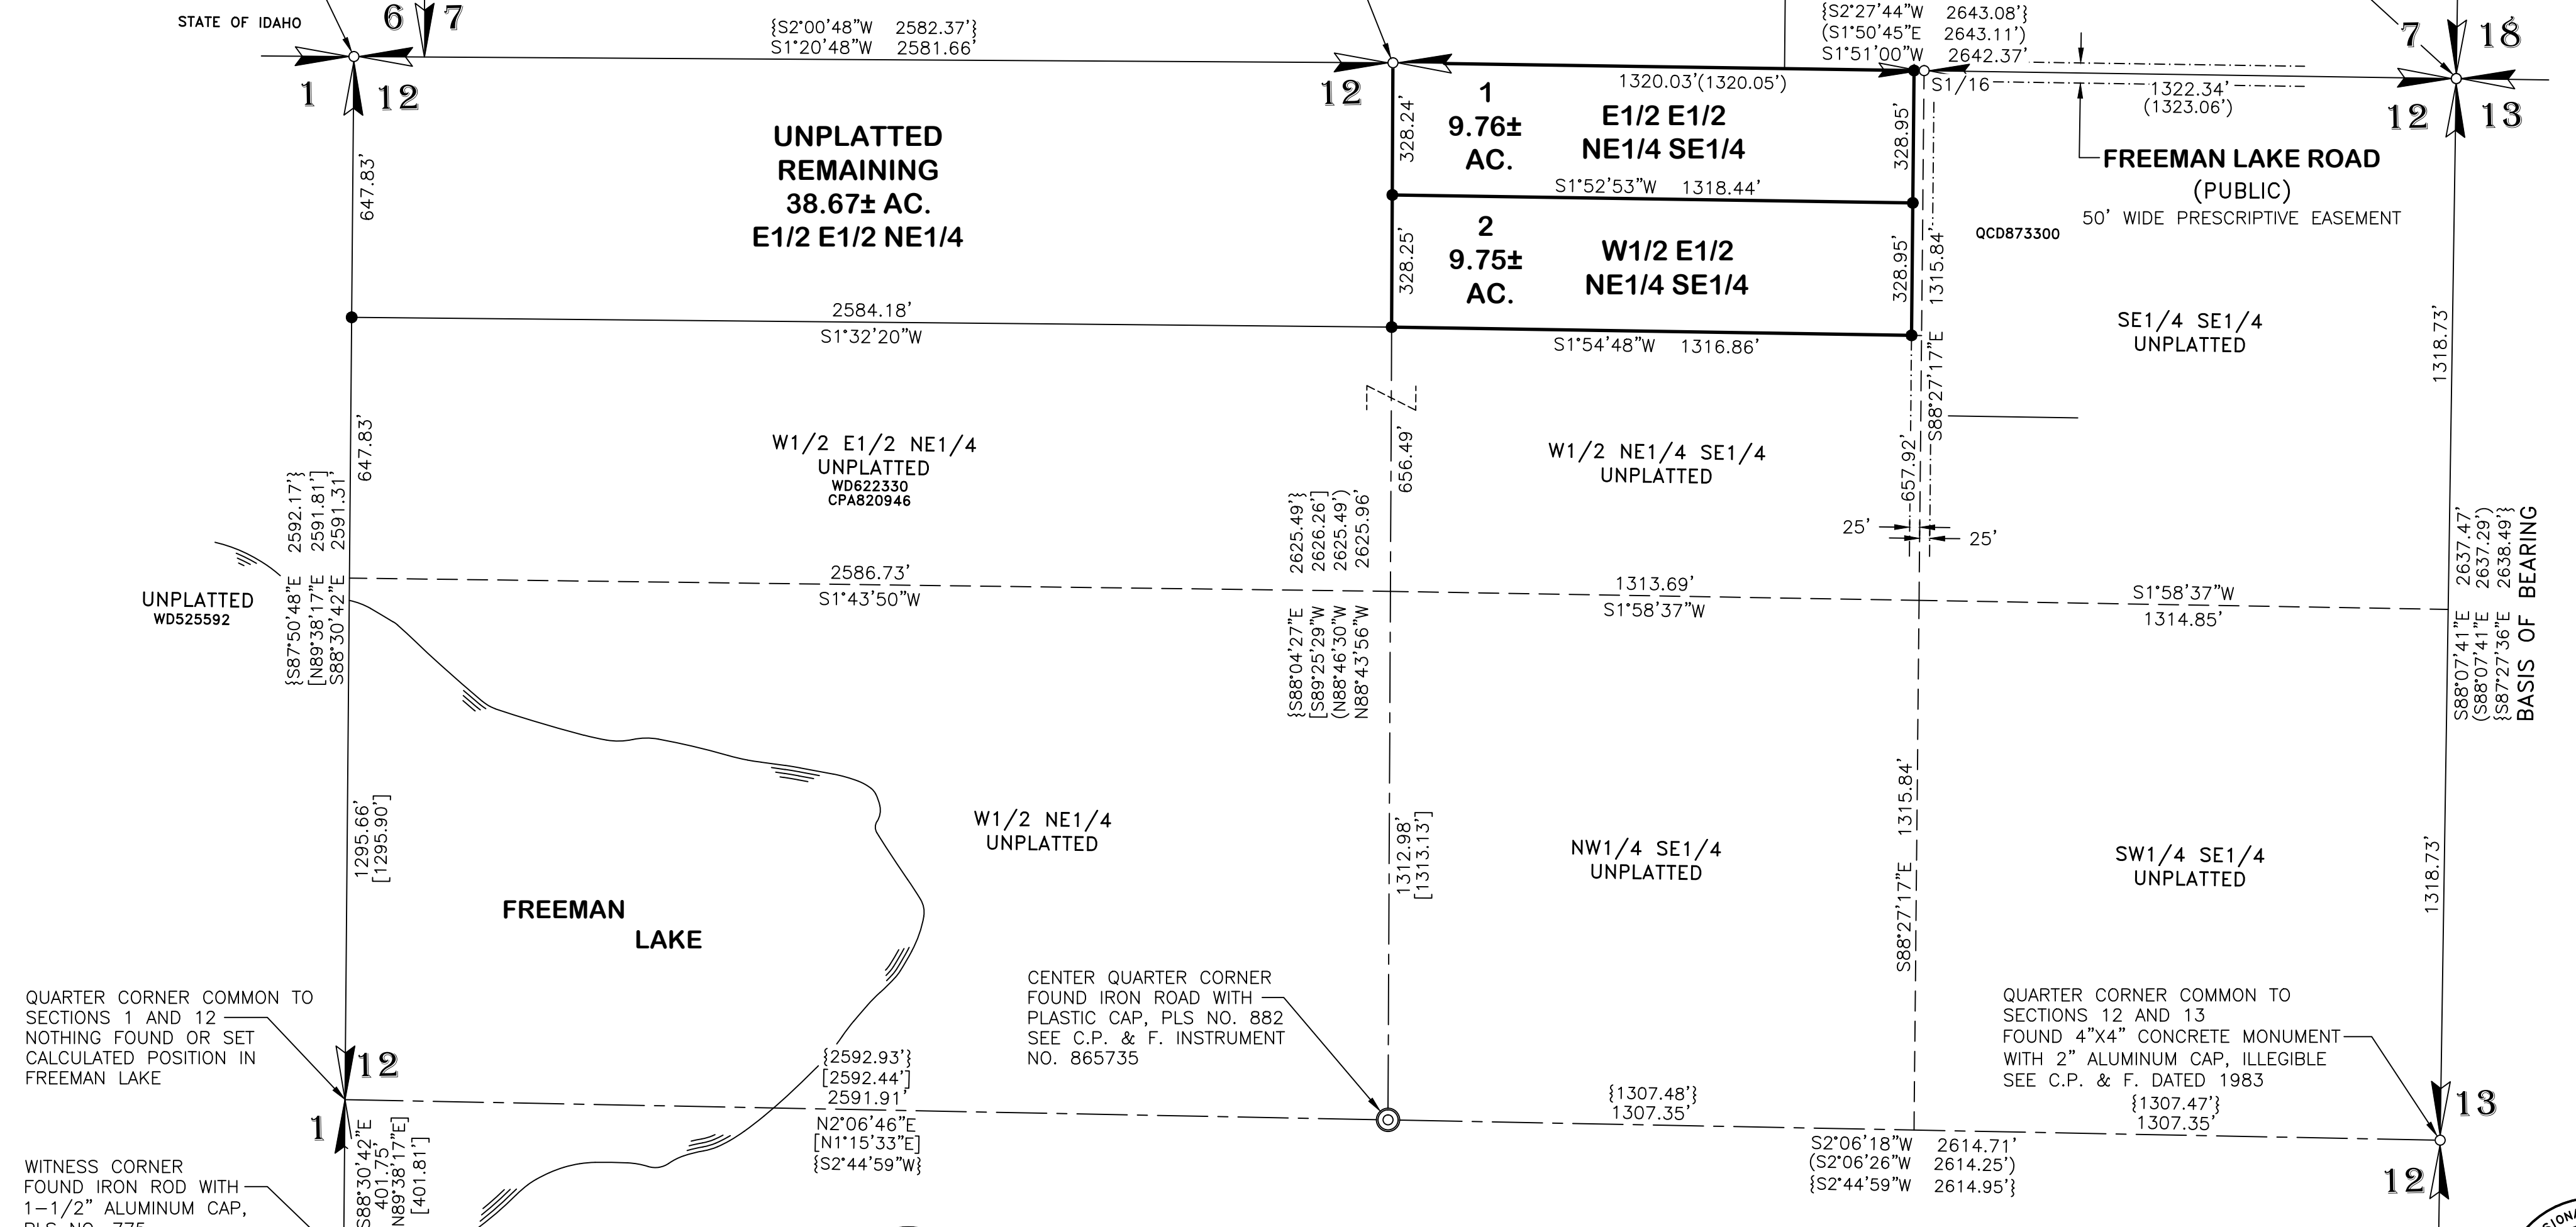 STATE OF IDAHO
6 7
1 12
{S2°00'48"W 2582.37'}
S1°20'48"W 2581.66'
12
{S2°27'44"W 2643.08'}
(S1°50'45"E 2643.11')
S1°51'00"W 2642.37'
1320.03'(1320.05')
S1/16
1322.34'
(1323.06')
7 18
12 13
647.83'
UNPLATTED
REMAINING
38.67± AC.
E1/2 E1/2 NE1/4
328.24'
1
9.76±
AC.
E1/2 E1/2
NE1/4 SE1/4
328.95'
S1°52'53"W 1318.44'
328.25'
2
9.75±
AC.
W1/2 E1/2
NE1/4 SE1/4
328.95'
S88°27'17"E 1315.84'
FREEMAN LAKE ROAD
(PUBLIC)
50' WIDE PRESCRIPTIVE EASEMENT
QCD873300
2584.18'
S1°32'20"W
S1°54'48"W 1316.86'
SE1/4 SE1/4
UNPLATTED
1318.73'
647.83'
W1/2 E1/2 NE1/4
UNPLATTED
WD622330
CPA820946
656.49'
W1/2 NE1/4 SE1/4
UNPLATTED
657.92'
25'
25'
{S87°50'48"E 2592.17'}
[N89°38'17"E 2591.81']
S88°30'42"E 2591.31'
{S88°04'27"E 2625.49'}
[S89°25'29"W 2626.26']
(N88°46'30"W 2625.49')
N88°43'56"W 2625.96'
S88°07'41"E 2637.47'
(S88°07'41"E 2637.29')
{S87°27'36"E 2638.49'}
BASIS OF BEARING
2586.73'
S1°43'50"W
1313.69'
S1°58'37"W
S1°58'37"W
1314.85'
UNPLATTED
WD525592
1295.66'
[1295.90']
W1/2 NE1/4
UNPLATTED
1312.98'
[1313.13']
NW1/4 SE1/4
UNPLATTED
S88°27'17"E 1315.84'
SW1/4 SE1/4
UNPLATTED
1318.73'
FREEMAN
LAKE
QUARTER CORNER COMMON TO
SECTIONS 1 AND 12
NOTHING FOUND OR SET
CALCULATED POSITION IN
FREEMAN LAKE
CENTER QUARTER CORNER
FOUND IRON ROAD WITH
PLASTIC CAP, PLS NO. 882
SEE C.P. & F. INSTRUMENT
NO. 865735
QUARTER CORNER COMMON TO
SECTIONS 12 AND 13
FOUND 4"X4" CONCRETE MONUMENT
WITH 2" ALUMINUM CAP, ILLEGIBLE
SEE C.P. & F. DATED 1983
12
1
{2592.93'}
[2592.44']
2591.91'
N2°06'46"E
[N1°15'33"E]
{S2°44'59"W}
{1307.48'}
1307.35'
{1307.47'}
1307.35'
S2°06'18"W 2614.71'
(S2°06'26"W 2614.25')
{S2°44'59"W 2614.95'}
13
12
S88°30'42"E
401.75'
N89°38'17"E]
[401.81']
WITNESS CORNER
FOUND IRON ROD WITH
1-1/2" ALUMINUM CAP,
PLS NO. 775